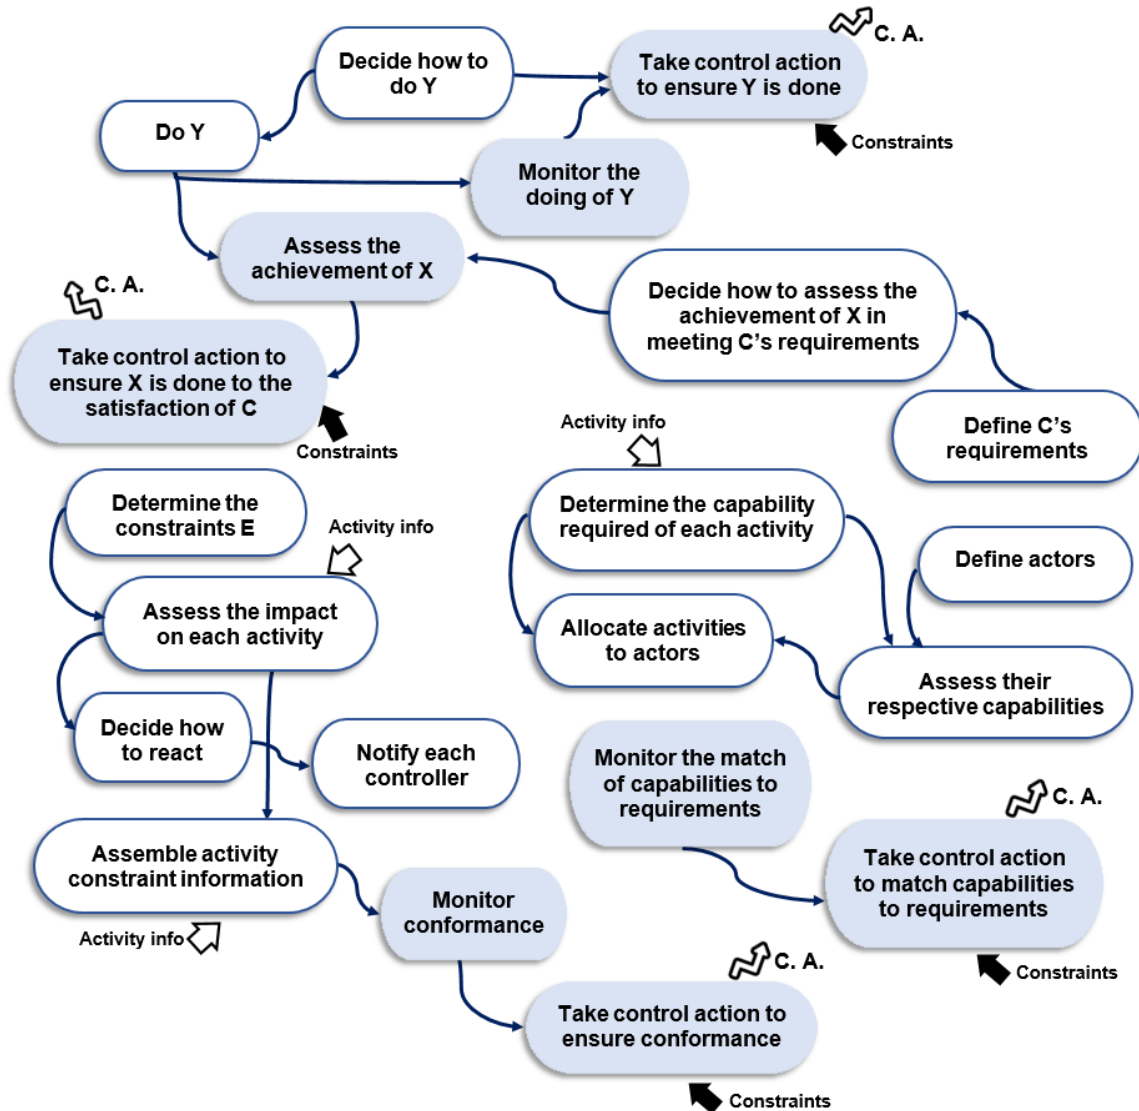 C. A.
Decide how to
do Y
Take control action
to ensure Y is done
Do Y
Constraints
Monitor the
doing of Y
Assess the
achievement of X
C. A.
Decide how to assess the
achievement of X in
meeting C's requirements
Take control action to
ensure X is done to the
satisfaction of C
Constraints
Define C's
requirements
Activity info
Determine the
constraints E
Activity info
Determine the capability
required of each activity
Define actors
Assess the impact
on each activity
Allocate activities
to actors
Assess their
respective capabilities
Decide how
to react
Notify each
controller
Monitor the match
of capabilities to
requirements
C. A.
Assemble activity
constraint information
Take control action
to match capabilities
to requirements
Activity info
Monitor
conformance
C. A.
Constraints
Take control action to
ensure conformance
Constraints